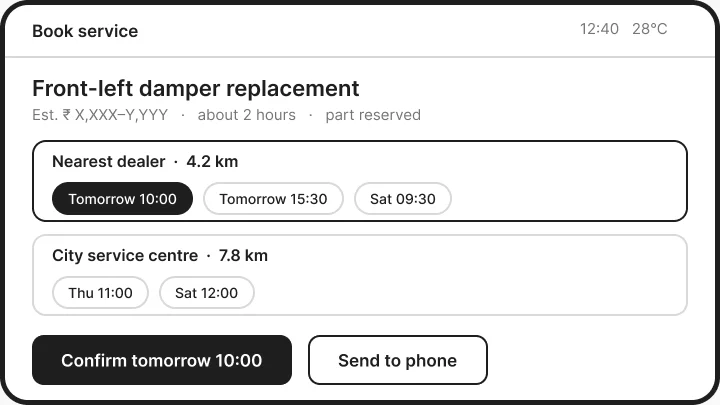 Book service
12:40 28°C
Front-left damper replacement
Est. ₹ X,XXX–Y,YYY · about 2 hours · part reserved
Nearest dealer · 4.2 km
Tomorrow 10:00 Tomorrow 15:30 Sat 09:30
City service centre · 7.8 km
Thu 11:00 Sat 12:00
Confirm tomorrow 10:00 Send to phone